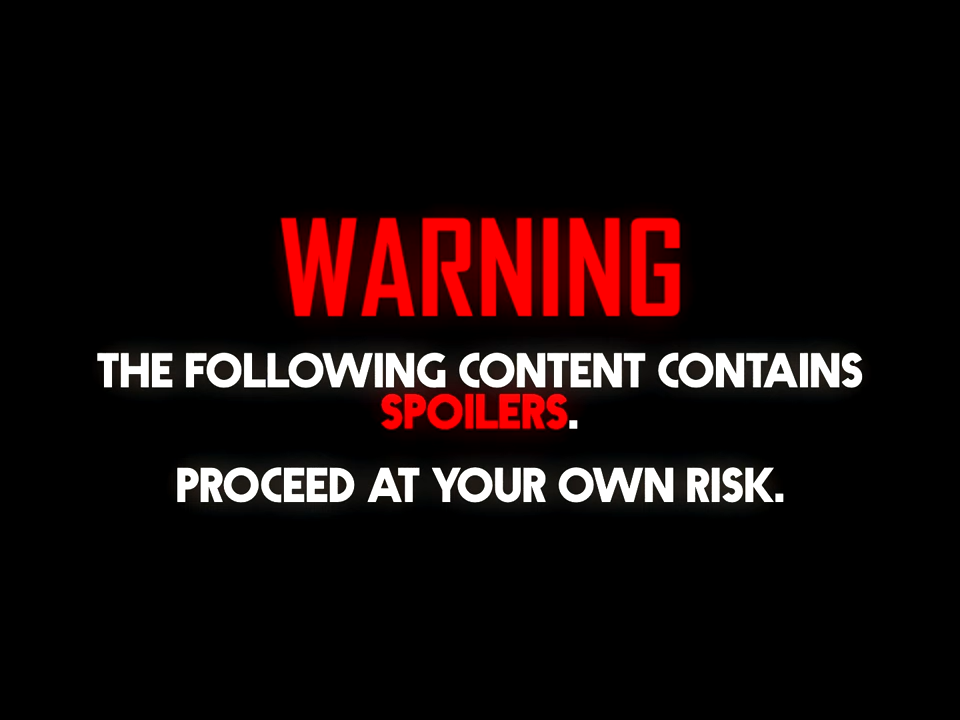 WARNING
THE FOLLOWING CONTENT CONTAINS
SPOILERS.
PROCEED AT YOUR OWN RISK.